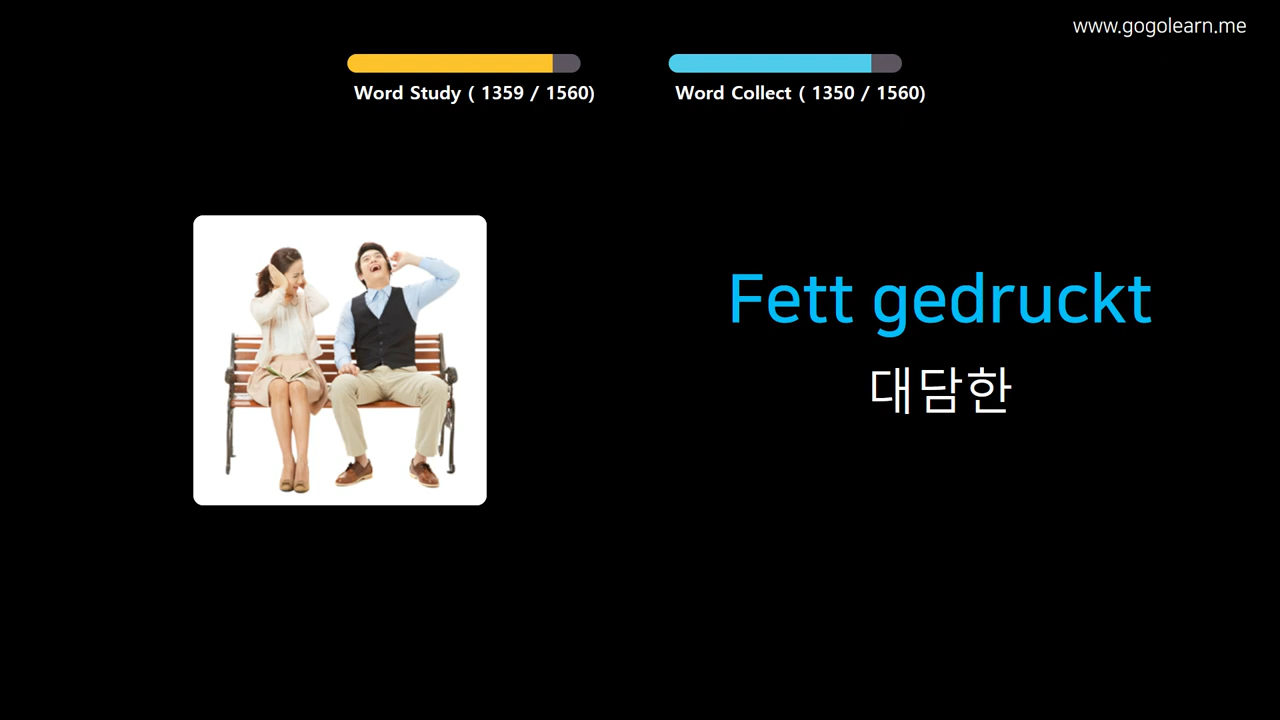 www.gogolearn.me
Word Study ( 1359 / 1560)
Word Collect ( 1350 / 1560)
Fett gedruckt
대담한